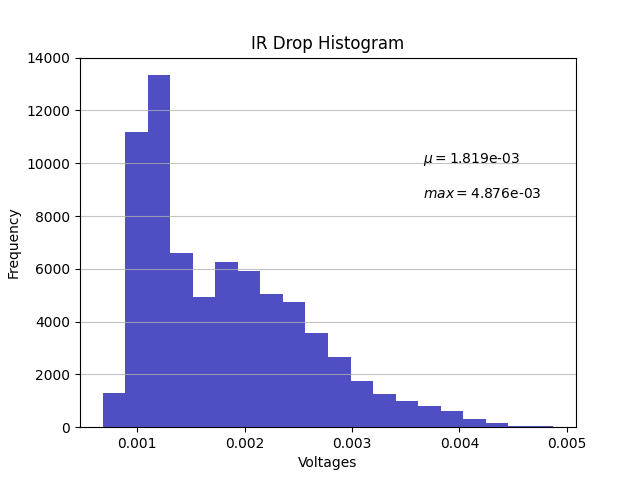 IR Drop Histogram
14000
12000
10000
8000
6000
4000
2000
0
Frequency
μ = 1.819e-03
max = 4.876e-03
0.001 0.002 0.003 0.004 0.005
Voltages